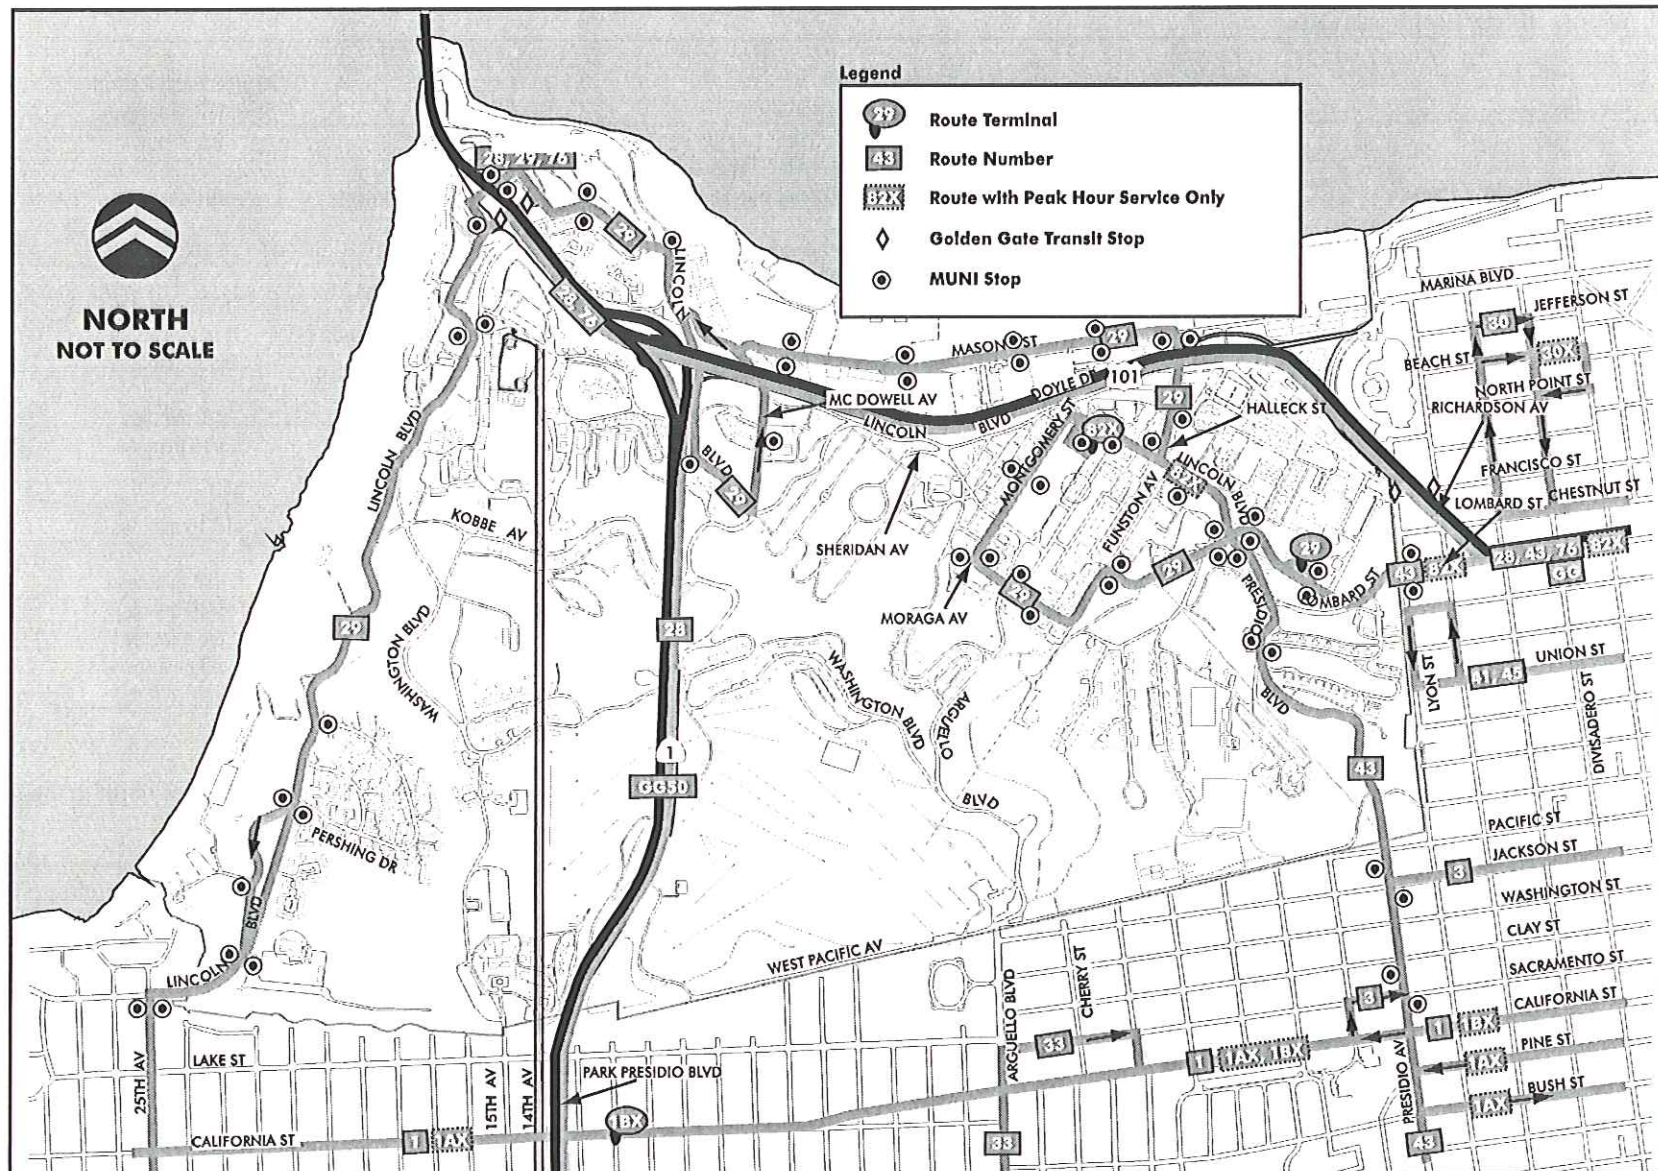 Legend
29 Route Terminal
43 Route Number
82X Route with Peak Hour Service Only
Golden Gate Transit Stop
MUNI Stop
NORTH
NOT TO SCALE
28, 29, 76
29
LINCOLN
28, 76
MARINA BLVD
JEFFERSON ST
30
BEACH ST
30X
NORTH POINT ST
RICHARDSON AV
MASON ST
29
DOYLE DR
101
MC DOWELL AV
LINCOLN
BLVD
29
HALLECK ST
82X
MONTGOMERY ST
LINCOLN BLVD
82X
FRANCISCO ST
LOMBARD ST
CHESTNUT ST
LINCOLN BLVD
BLVD
29
KOBBE AV
SHERIDAN AV
FUNSTON AV
29
29
28, 43, 76
82X
GG
43
82X
LOMBARD ST
29
MORAGA AV
PRESIDIO
BLVD
29
WASHINGTON BLVD
28
WASHINGTON BLVD
ARGUELLO
BLVD
LYON ST
UNION ST
41, 45
DIVISADERO ST
1
GG50
43
PERSHING DR
PACIFIC ST
JACKSON ST
3
WASHINGTON ST
CLAY ST
SACRAMENTO ST
CALIFORNIA ST
BLVD
LINCOLN
WEST PACIFIC AV
ARGUELLO BLVD
CHERRY ST
3
1
1BX
33
1
1AX, 1BX
1AX
PINE ST
1AX
BUSH ST
LAKE ST
25TH AV
15TH AV
14TH AV
PARK PRESIDIO BLVD
1BX
PRESIDIO AV
CALIFORNIA ST
1
1AX
33
43